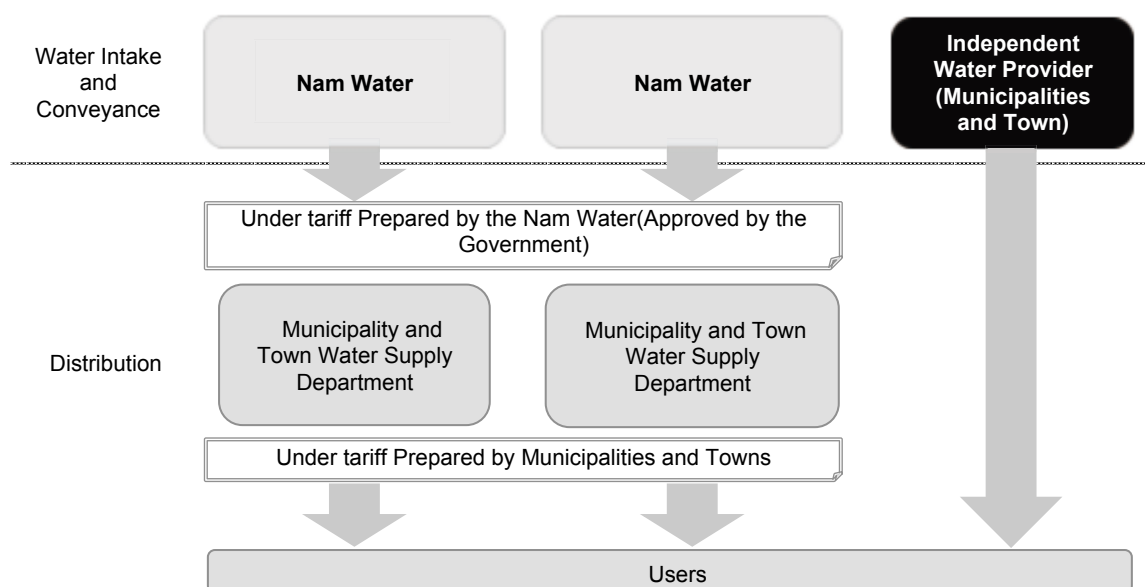 Water Intake
and
Conveyance
Nam Water
Nam Water
Independent
Water Provider
(Municipalities
and Town)
Under tariff Prepared by the Nam Water(Approved by the
Government)
Distribution
Municipality and
Town Water Supply
Department
Municipality and Town
Water Supply
Department
Under tariff Prepared by Municipalities and Towns
Users